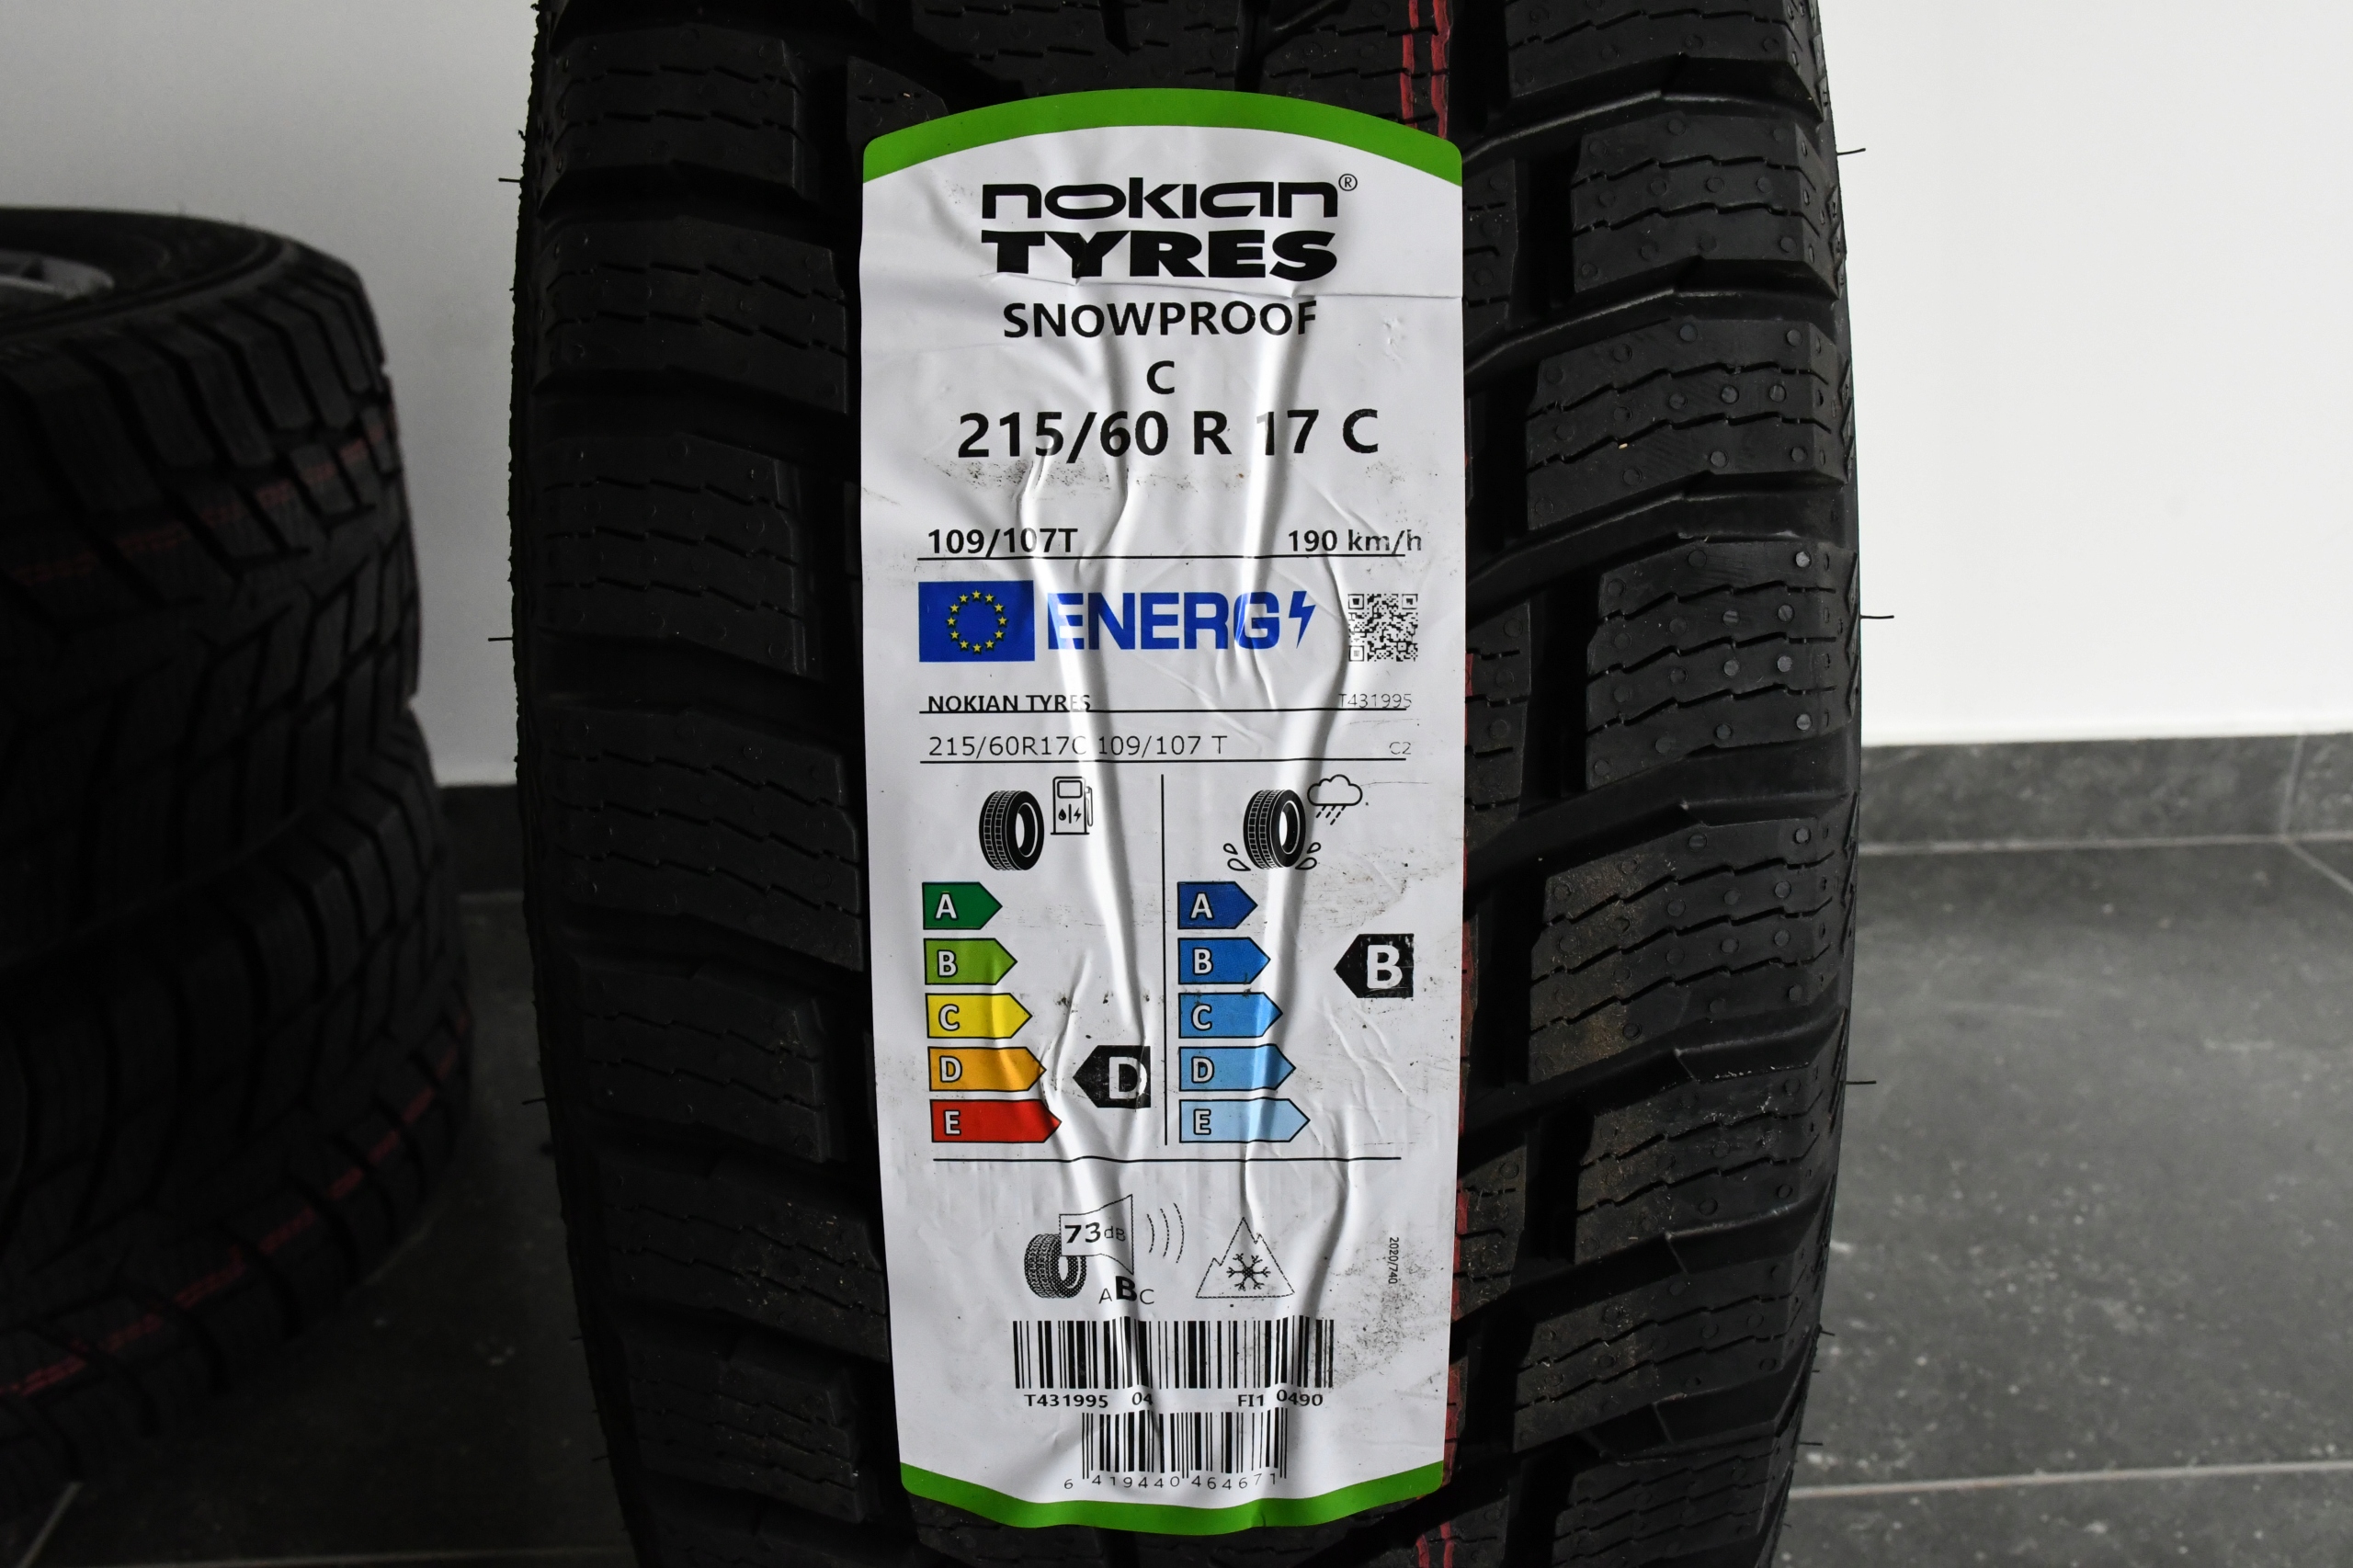 nokian®
TYRES
SNOWPROOF
C
215/60 R 17 C
109/107T 190 km/h
ENERG
NOKIAN TYRES T431995
215/60R17C 109/107 T C2
A A
B B B
C C
D D D
E E
73dB
ABC
2020/740
T431995 04 FI1 0490
6 419440 464671